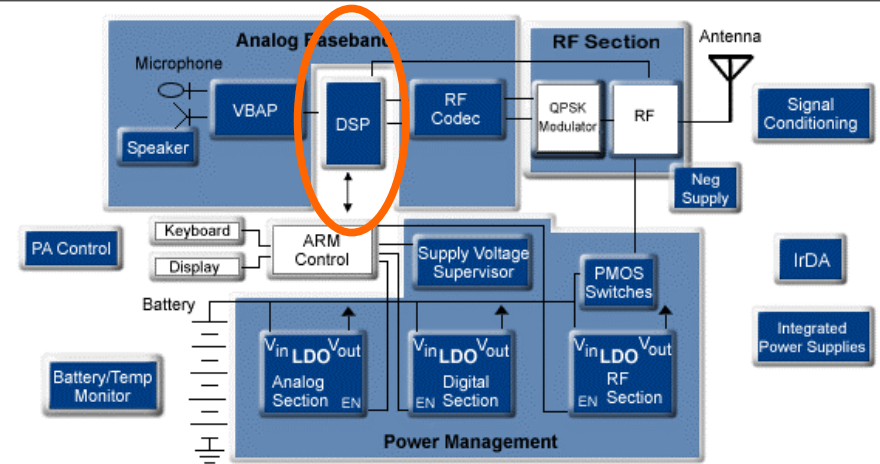 Analog Baseband
RF Section
Antenna
Microphone
VBAP
DSP
RF
Codec
QPSK
Modulator
RF
Signal
Conditioning
Speaker
Neg
Supply
PA Control
Keyboard
Display
ARM
Control
Supply Voltage
Supervisor
PMOS
Switches
IrDA
Battery
Integrated
Power Supplies
Vin LDO Vout
Analog
Section EN
Vin LDO Vout
Digital
EN Section
Vin LDO Vout
RF
EN Section
Battery/Temp
Monitor
Power Management